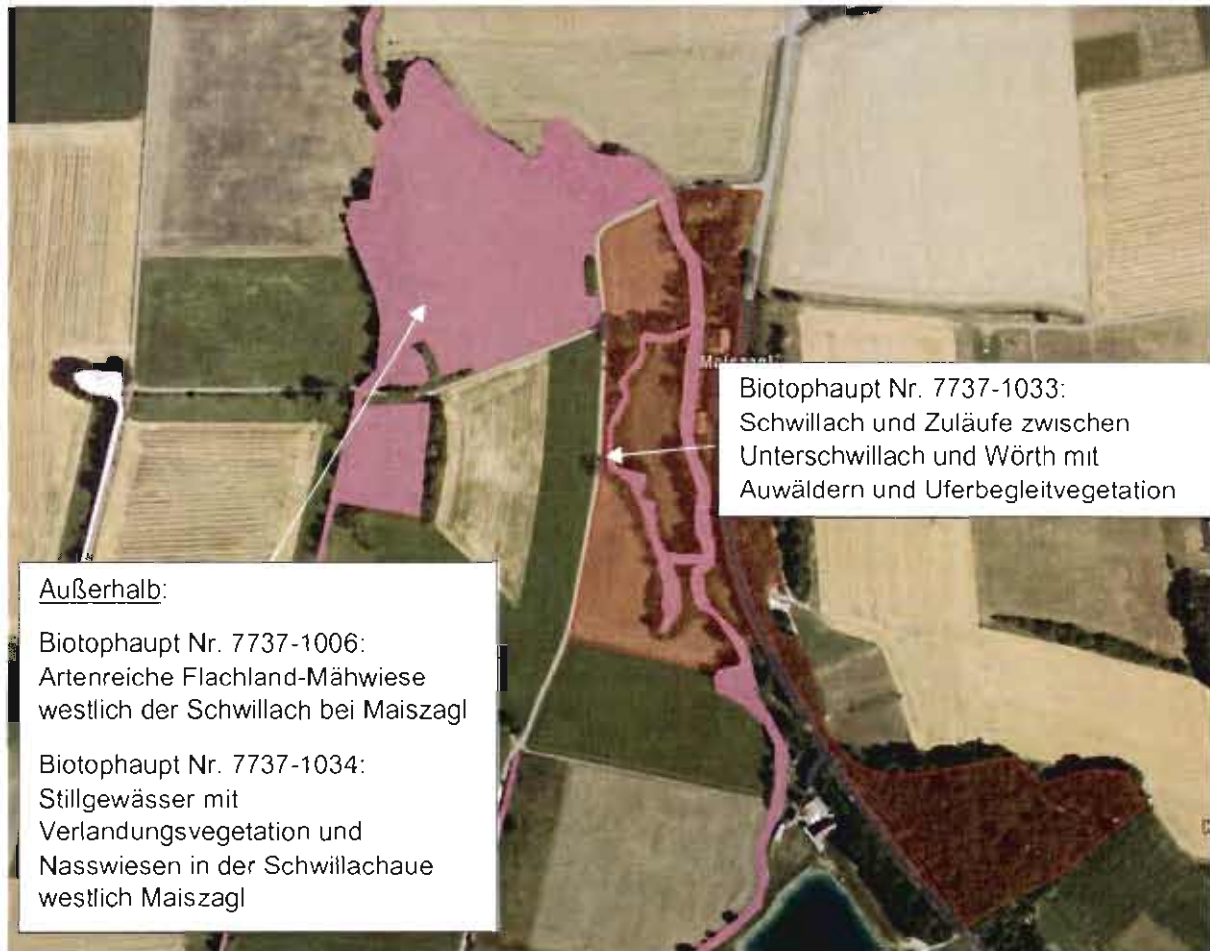 Maiszagl
Biotophaupt Nr. 7737-1033:
Schwillach und Zuläufe zwischen
Unterschwillach und Wörth mit
Auwäldern und Uferbegleitvegetation
Außerhalb:
Biotophaupt Nr. 7737-1006:
Artenreiche Flachland-Mähwiese
westlich der Schwillach bei Maiszagl
Biotophaupt Nr. 7737-1034:
Stillgewässer mit
Verlandungsvegetation und
Nasswiesen in der Schwillachaue
westlich Maiszagl